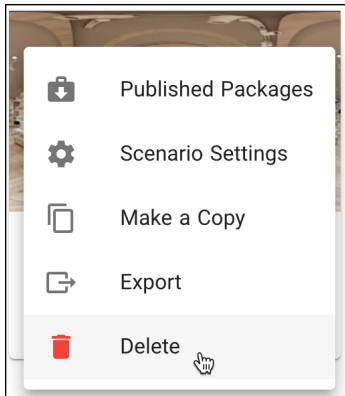 Published Packages
Scenario Settings
Make a Copy
Export
Delete